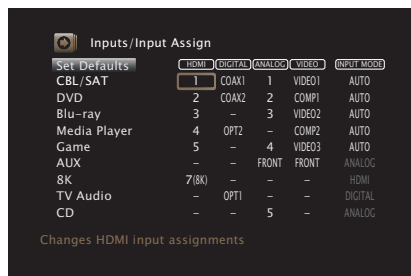 Inputs/Input Assign
Set Defaults HDMI DIGITAL ANALOG VIDEO INPUT MODE
CBL/SAT 1 COAX1 1 VIDEO1 AUTO
DVD 2 COAX2 2 COMP1 AUTO
Blu-ray 3 – 3 VIDEO2 AUTO
Media Player 4 OPT2 – COMP2 AUTO
Game 5 – 4 VIDEO3 AUTO
AUX – – FRONT FRONT ANALOG
8K 7(8K) – – – HDMI
TV Audio – OPT1 – – DIGITAL
CD – – 5 – ANALOG
Changes HDMI input assignments